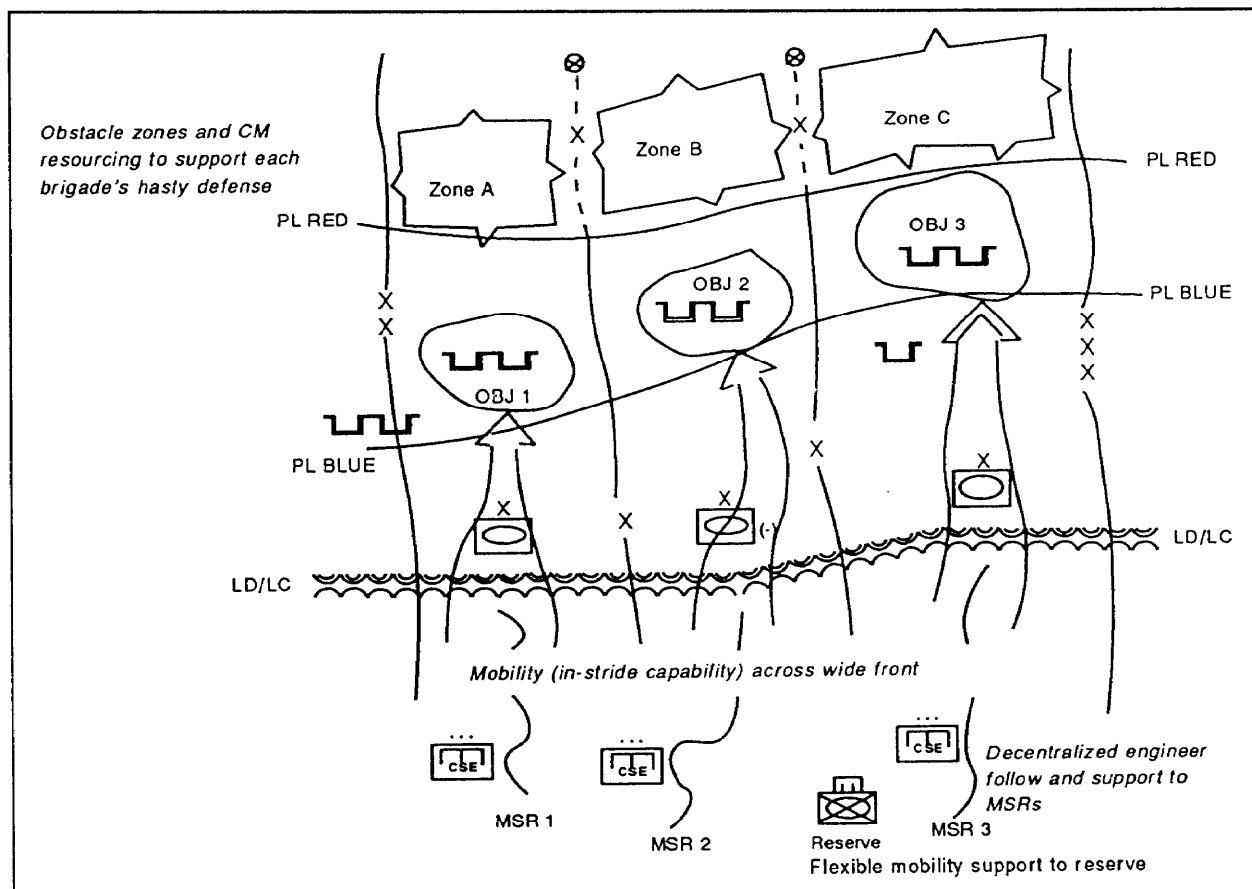 Obstacle zones and CM
resourcing to support each
brigade's hasty defense
Zone A
Zone B
Zone C
PL RED
PL RED
OBJ 3
OBJ 2
PL BLUE
OBJ 1
PL BLUE
X
X
X
X
X
X
X
X
X
X
X
X
(-)
LD/LC
LD/LC
Mobility (in-stride capability) across wide front
CSE
CSE
CSE
Decentralized engineer
follow and support to
MSRs
MSR 1
MSR 2
MSR 3
Reserve
Flexible mobility support to reserve